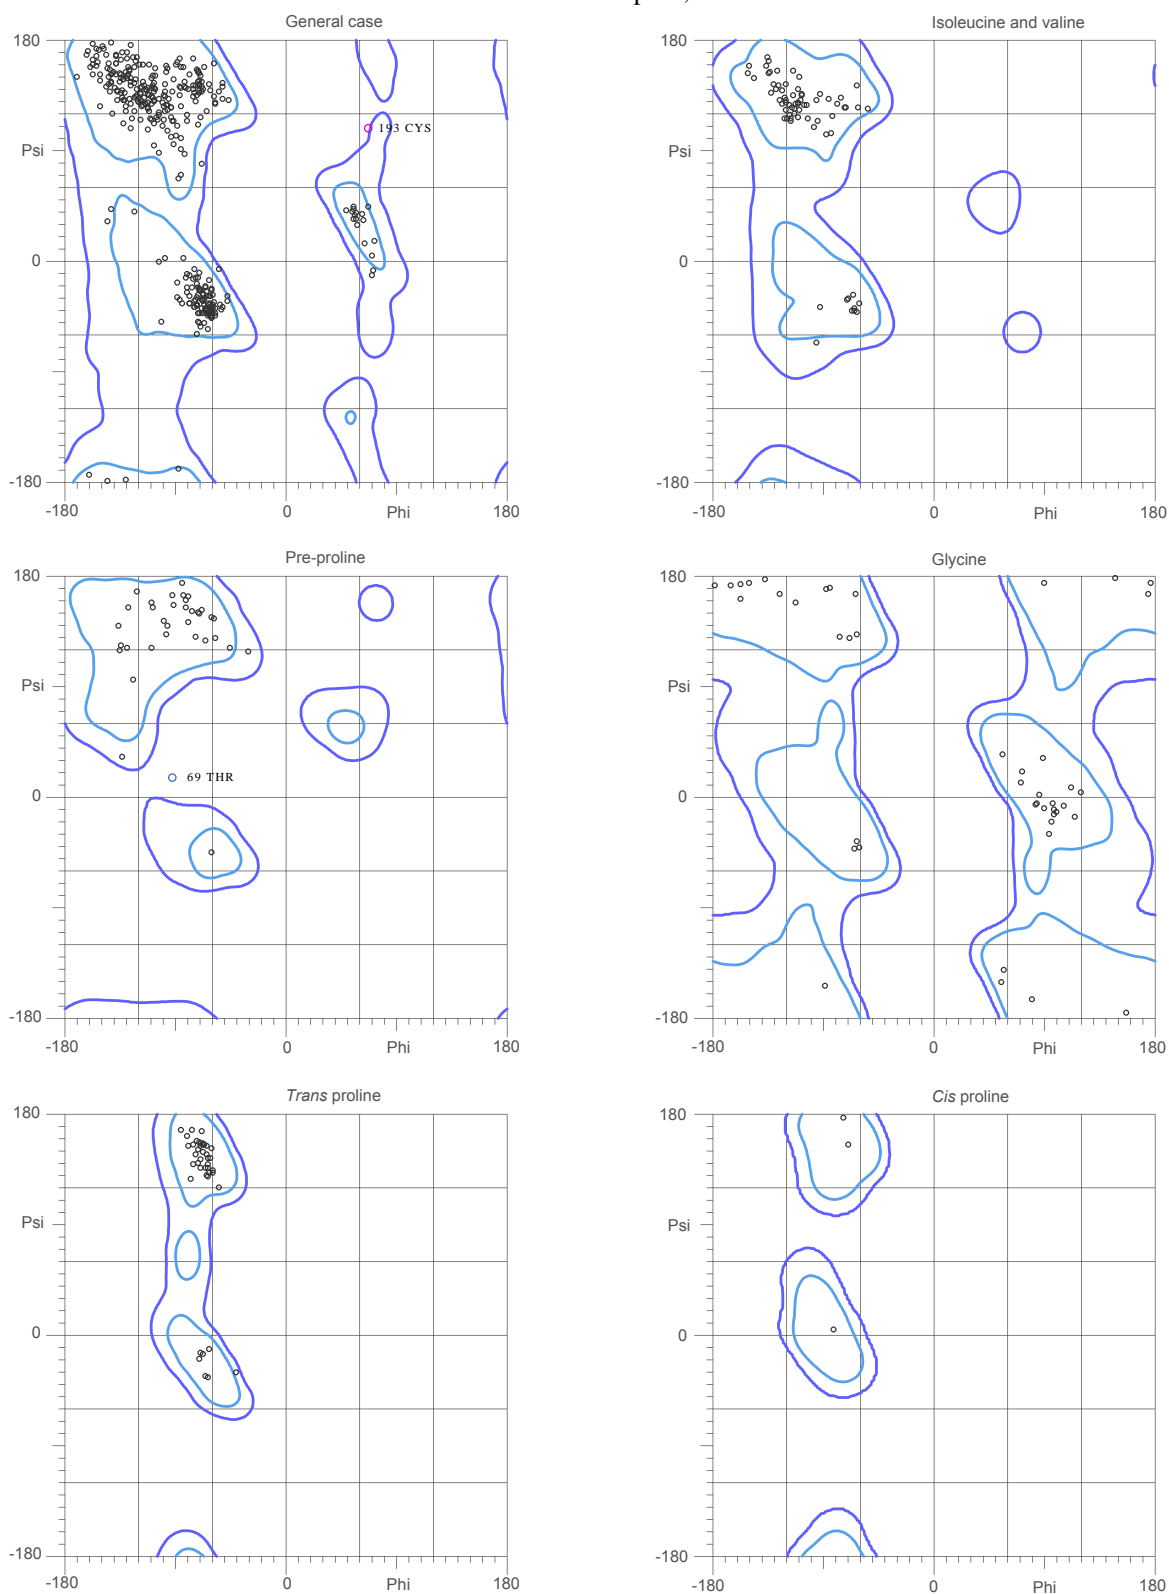 General case
Isoleucine and valine
180
193 CYS
Psi
0
-180
-180
0
Phi
180
180
Psi
0
-180
-180
0
Phi
180
Pre-proline
Glycine
180
Psi
69 THR
0
-180
-180
0
Phi
180
180
Psi
0
-180
-180
0
Phi
180
Trans proline
Cis proline
180
Psi
0
-180
-180
0
Phi
180
180
Psi
0
-180
-180
0
Phi
180